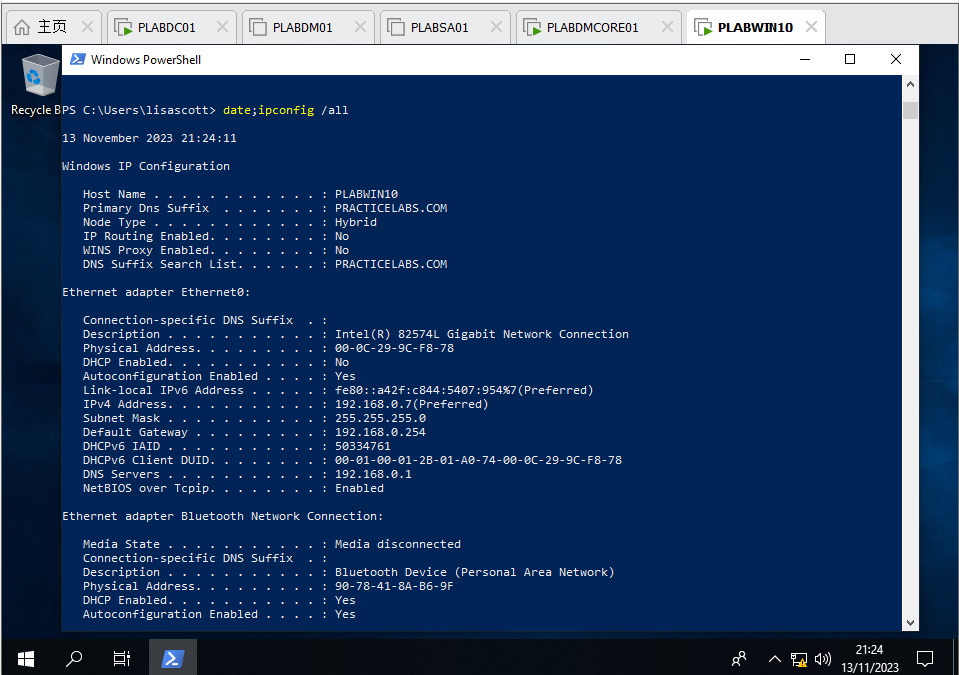 主页 PLABDC01 PLABDM01 PLABSA01 PLABDMCORE01 PLABWIN10
Windows PowerShell
Recycle B
PS C:\Users\lisascott> date;ipconfig /all
13 November 2023 21:24:11
Windows IP Configuration
Host Name . . . . . . . . . . . . : PLABWIN10
Primary Dns Suffix . . . . . . . : PRACTICELABS.COM
Node Type . . . . . . . . . . . . : Hybrid
IP Routing Enabled. . . . . . . . : No
WINS Proxy Enabled. . . . . . . . : No
DNS Suffix Search List. . . . . . : PRACTICELABS.COM
Ethernet adapter Ethernet0:
Connection-specific DNS Suffix . :
Description . . . . . . . . . . . : Intel(R) 82574L Gigabit Network Connection
Physical Address. . . . . . . . . : 00-0C-29-9C-F8-78
DHCP Enabled. . . . . . . . . . . : No
Autoconfiguration Enabled . . . . : Yes
Link-local IPv6 Address . . . . . : fe80::a42f:c844:5407:954%7(Preferred)
IPv4 Address. . . . . . . . . . . : 192.168.0.7(Preferred)
Subnet Mask . . . . . . . . . . . : 255.255.255.0
Default Gateway . . . . . . . . . : 192.168.0.254
DHCPv6 IAID . . . . . . . . . . . : 50334761
DHCPv6 Client DUID. . . . . . . . : 00-01-00-01-2B-01-A0-74-00-0C-29-9C-F8-78
DNS Servers . . . . . . . . . . . : 192.168.0.1
NetBIOS over Tcpip. . . . . . . . : Enabled
Ethernet adapter Bluetooth Network Connection:
Media State . . . . . . . . . . . : Media disconnected
Connection-specific DNS Suffix . :
Description . . . . . . . . . . . : Bluetooth Device (Personal Area Network)
Physical Address. . . . . . . . . : 90-78-41-8A-B6-9F
DHCP Enabled. . . . . . . . . . . : Yes
Autoconfiguration Enabled . . . . : Yes
21:24
13/11/2023